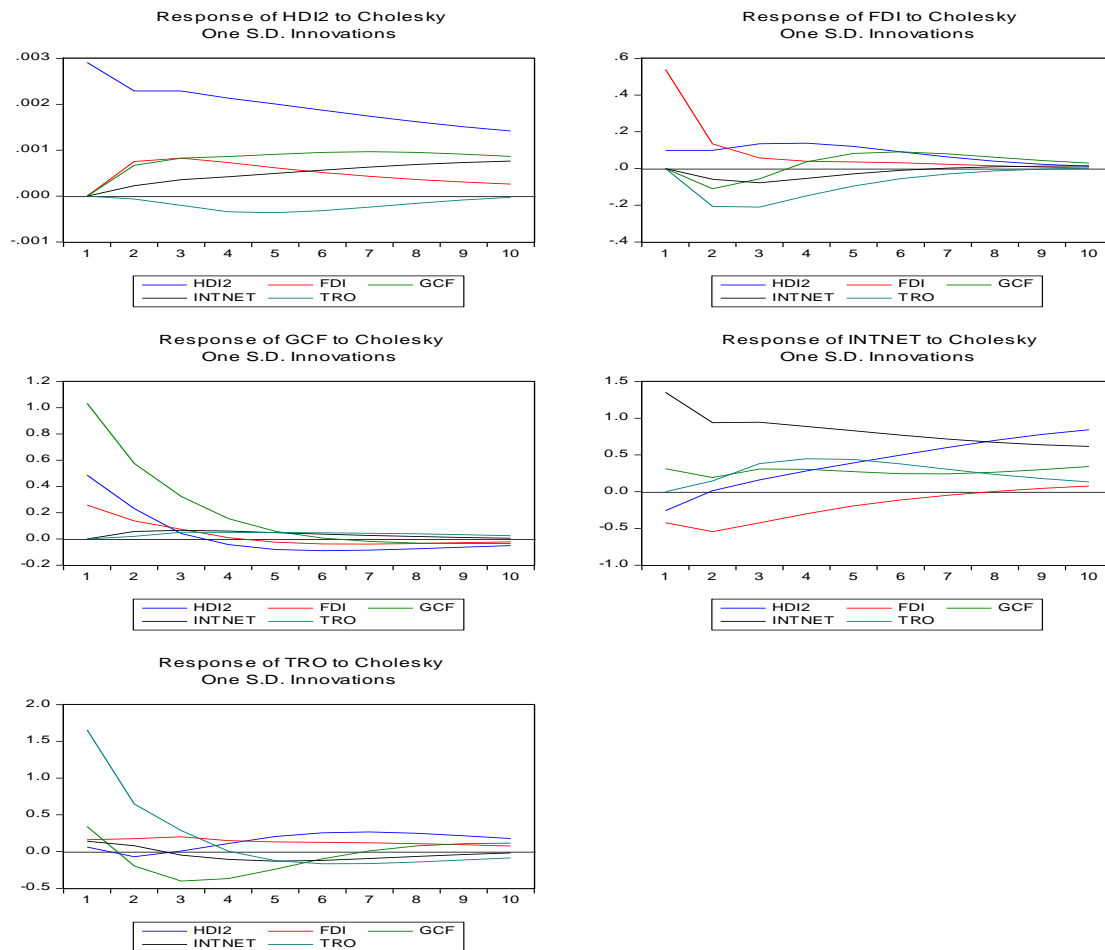 Response of HDI2 to Cholesky
One S.D. Innovations
.003
.002
.001
.000
-.001
1 2 3 4 5 6 7 8 9 10
HDI2 FDI GCF
INTNET TRO
Response of FDI to Cholesky
One S.D. Innovations
.6
.4
.2
.0
-.2
-.4
1 2 3 4 5 6 7 8 9 10
HDI2 FDI GCF
INTNET TRO
Response of GCF to Cholesky
One S.D. Innovations
1.2
1.0
0.8
0.6
0.4
0.2
0.0
-0.2
1 2 3 4 5 6 7 8 9 10
HDI2 FDI GCF
INTNET TRO
Response of INTNET to Cholesky
One S.D. Innovations
1.5
1.0
0.5
0.0
-0.5
-1.0
1 2 3 4 5 6 7 8 9 10
HDI2 FDI GCF
INTNET TRO
Response of TRO to Cholesky
One S.D. Innovations
2.0
1.5
1.0
0.5
0.0
-0.5
1 2 3 4 5 6 7 8 9 10
HDI2 FDI GCF
INTNET TRO